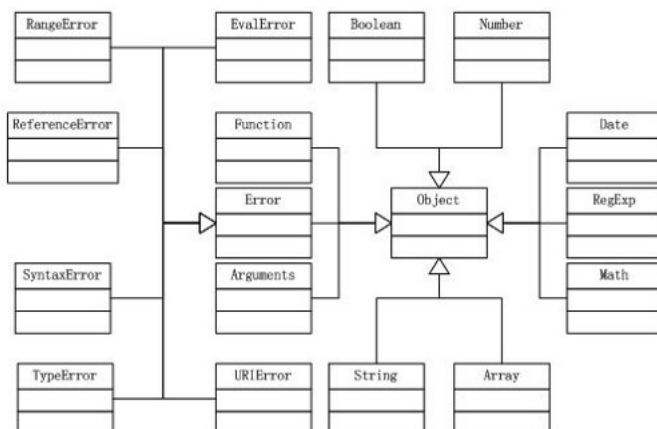 RangeError
EvalError
Boolean
Number
ReferenceError
Function
Date
Error
Object
RegExp
SyntaxError
Arguments
Math
TypeError
URIError
String
Array